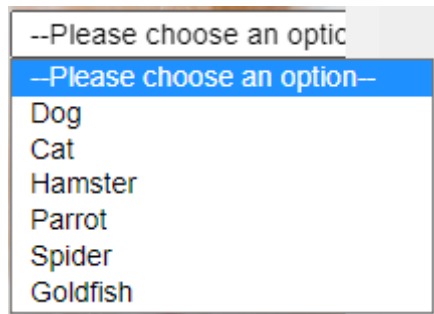 --Please choose an optic
--Please choose an option--
Dog
Cat
Hamster
Parrot
Spider
Goldfish